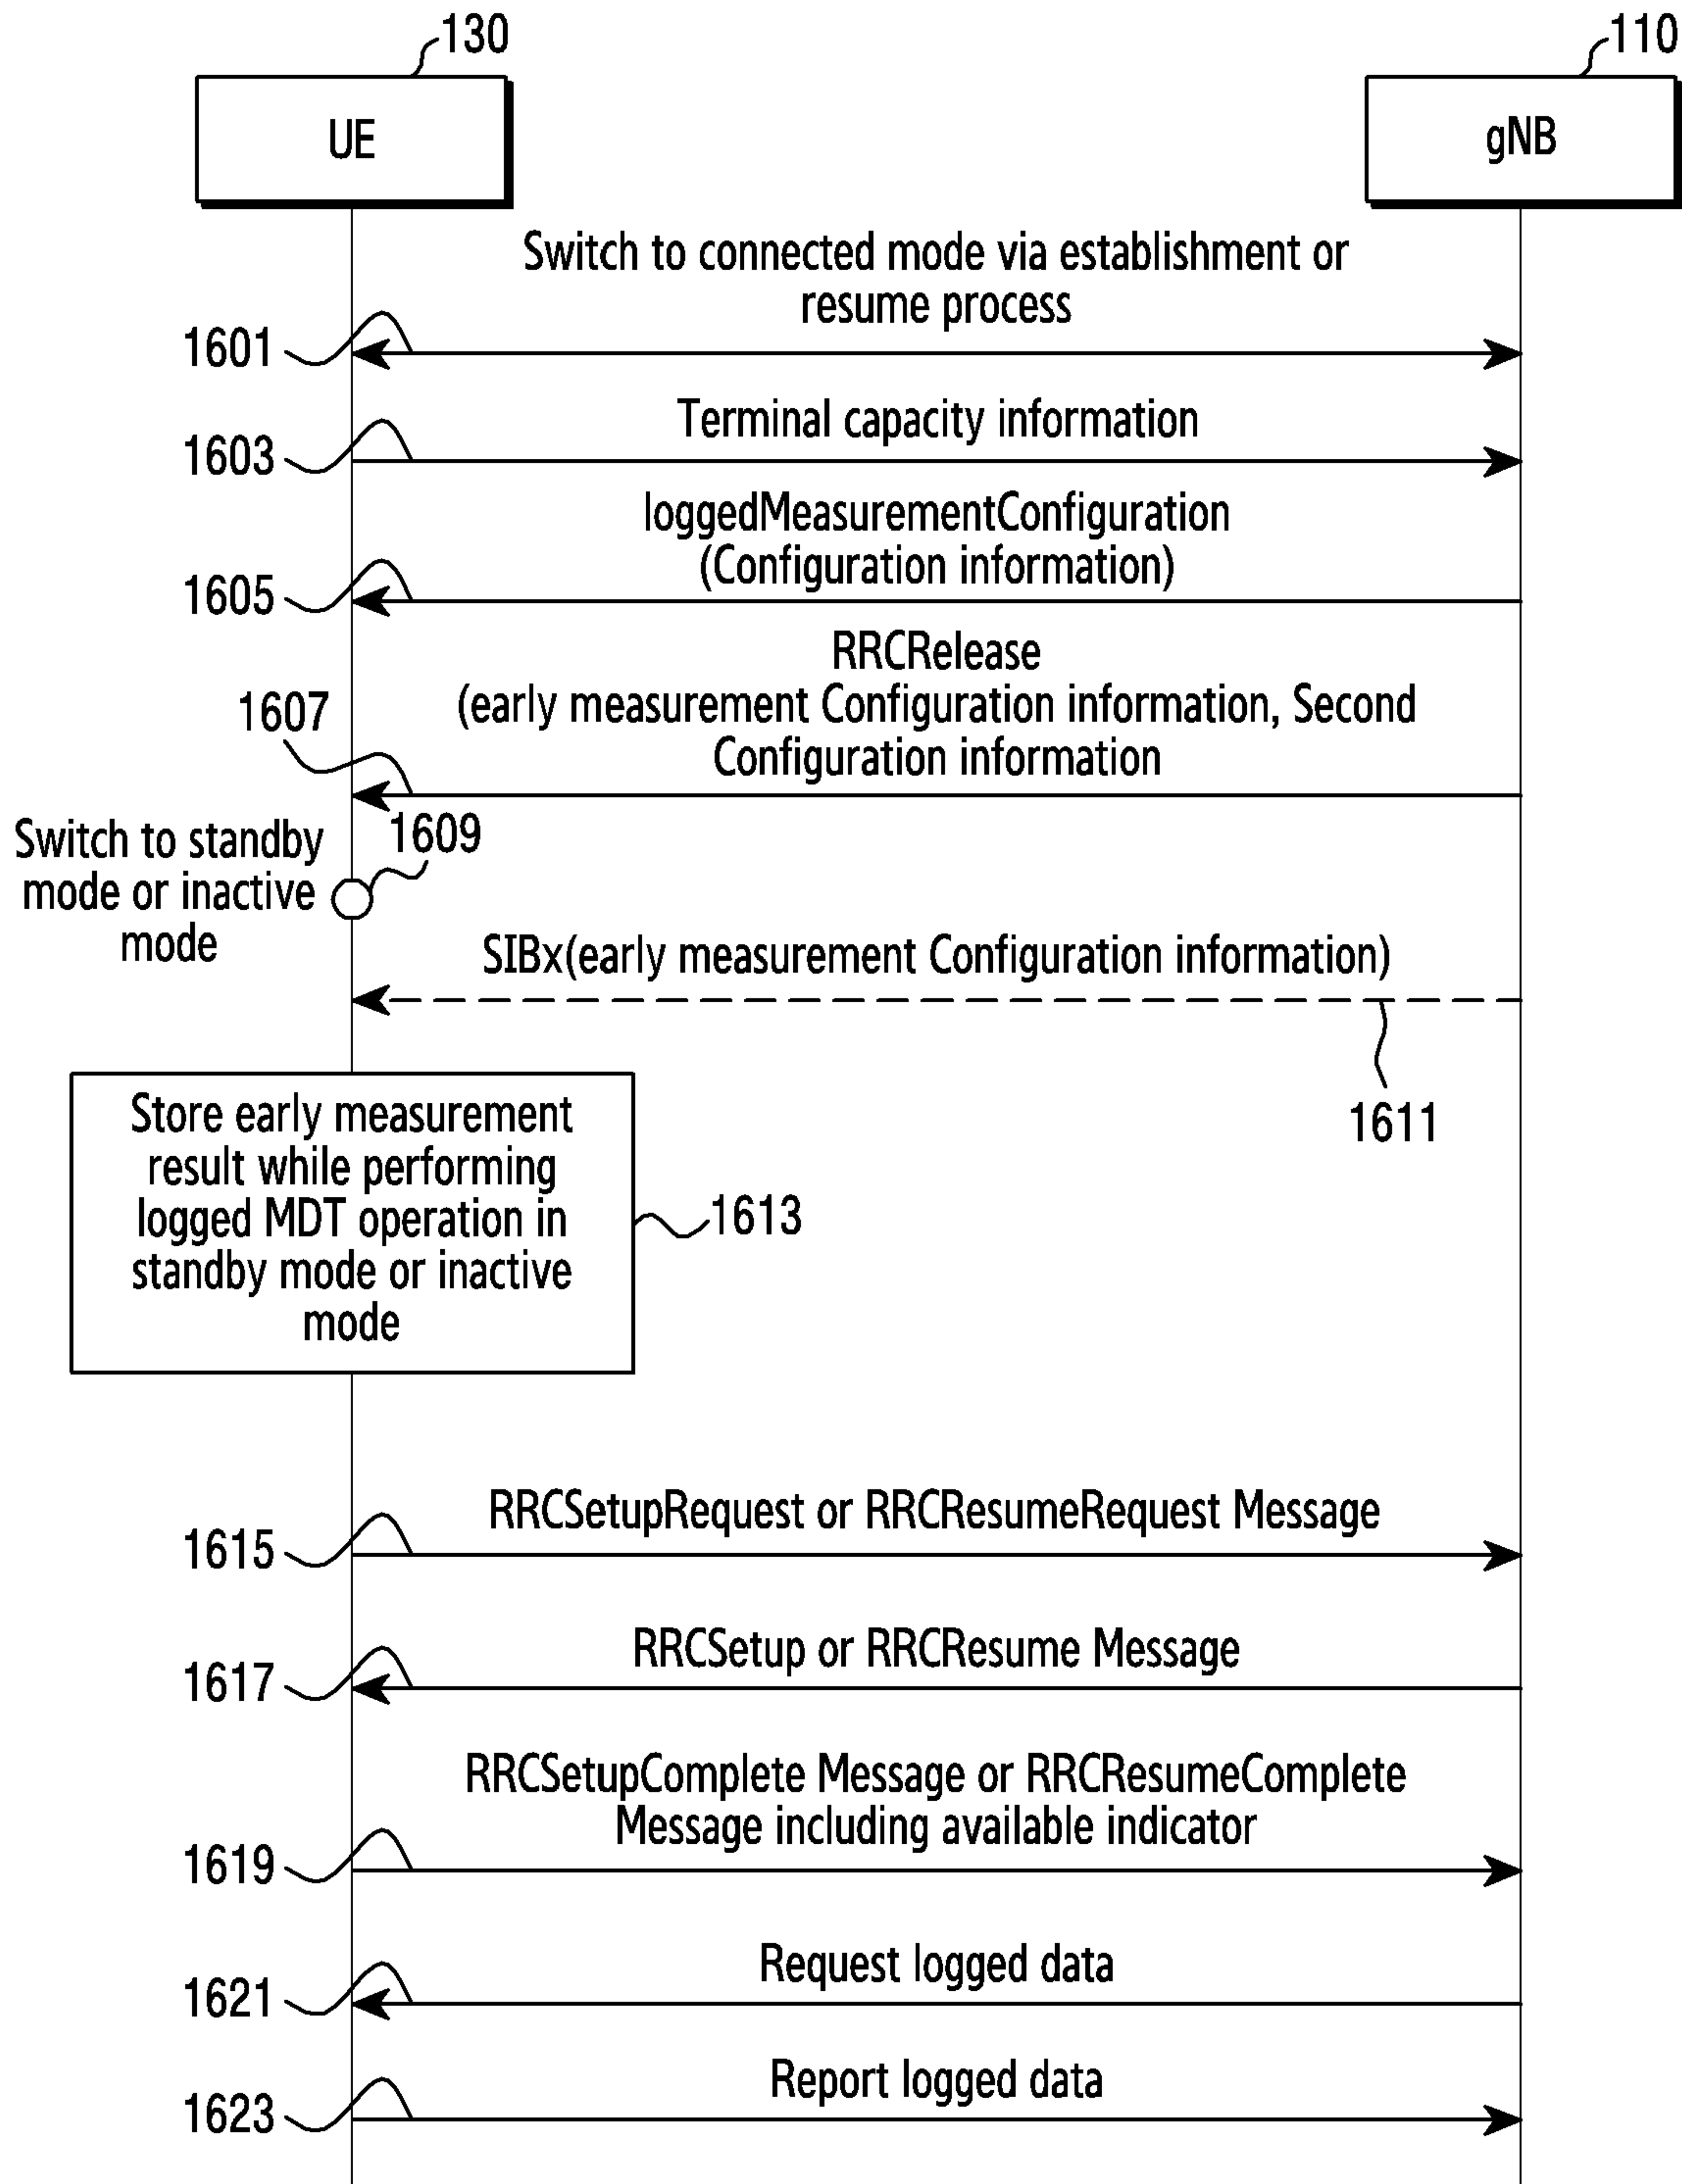 130
110
UE
gNB
Switch to connected mode via establishment or
resume process
1601
Terminal capacity information
1603
loggedMeasurementConfiguration
(Configuration information)
1605
RRCRelease
(early measurement Configuration information, Second
Configuration information
1607
Switch to standby
mode or inactive
mode
1609
SIBx(early measurement Configuration information)
1611
Store early measurement
result while performing
logged MDT operation in
standby mode or inactive
mode
1613
RRCSetupRequest or RRCResumeRequest Message
1615
RRCSetup or RRCResume Message
1617
RRCSetupComplete Message or RRCResumeComplete
Message including available indicator
1619
Request logged data
1621
Report logged data
1623